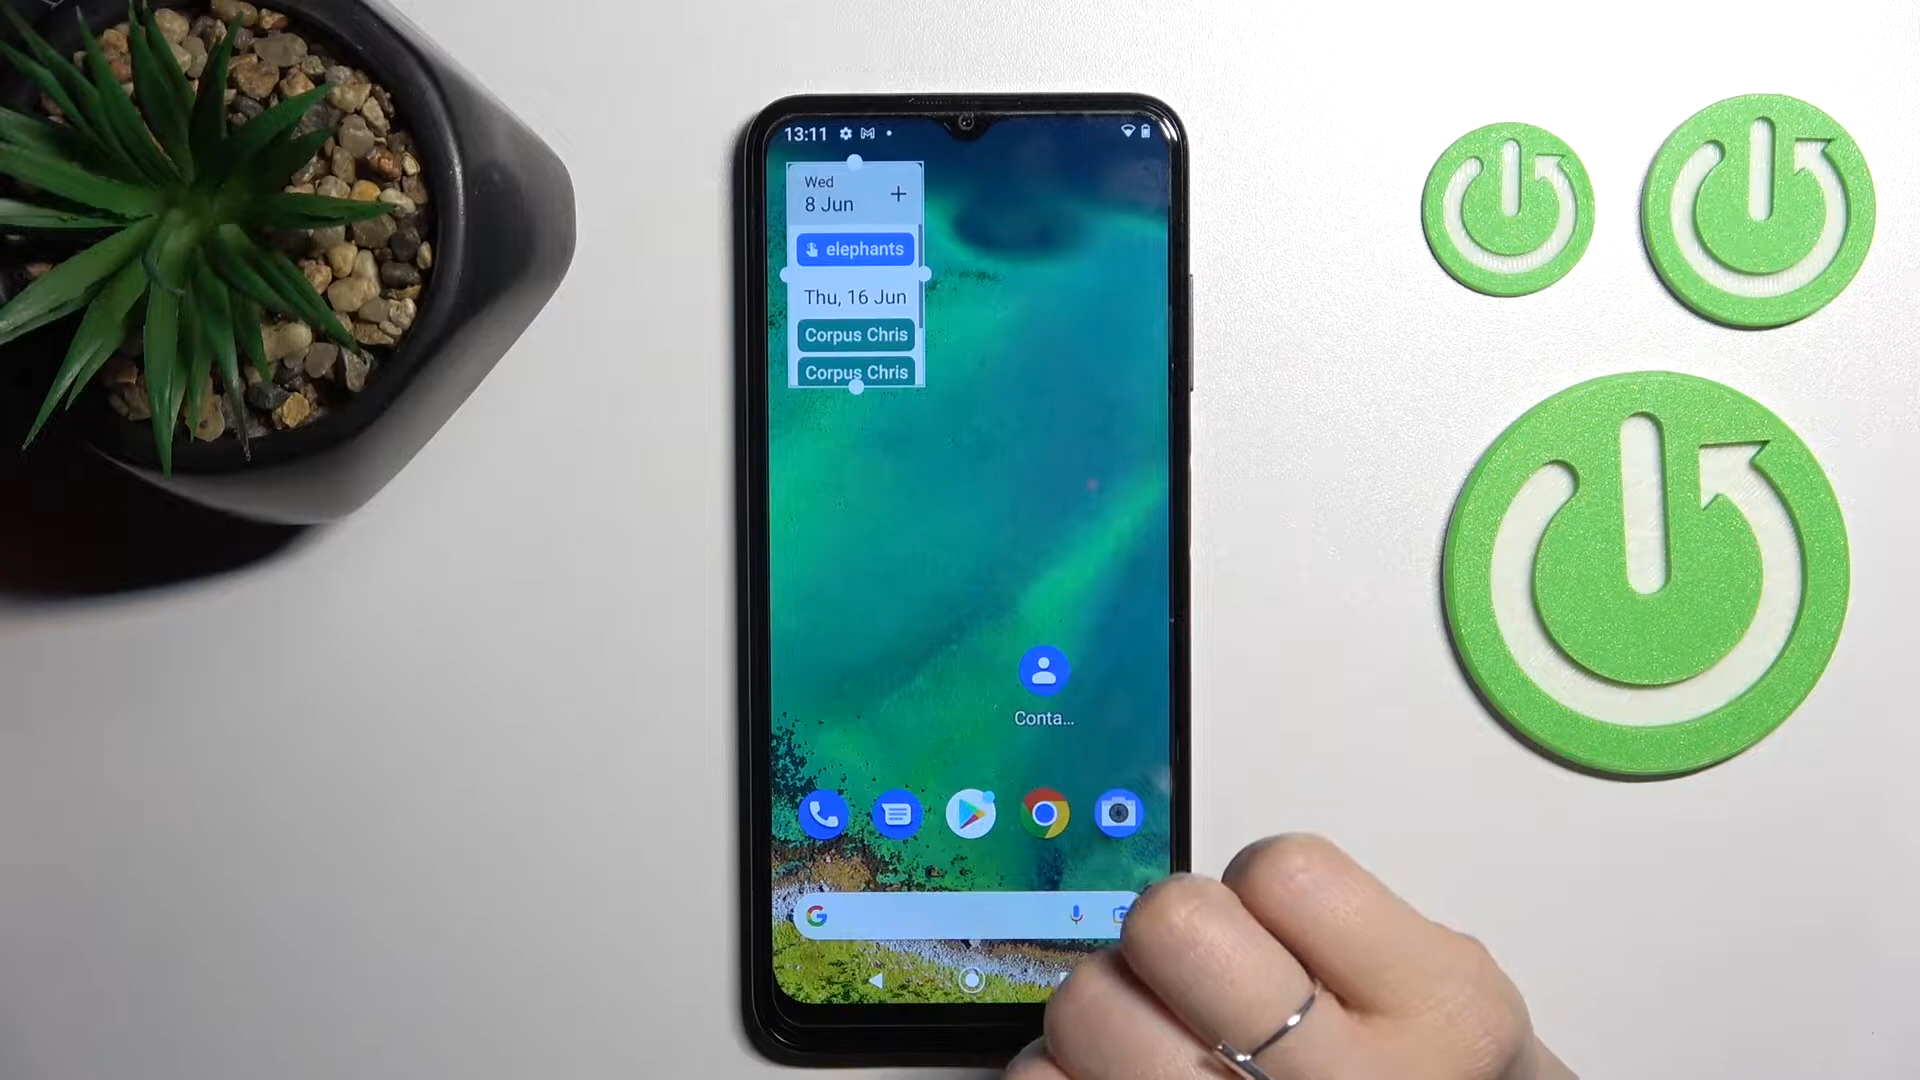 13:11
Wed
8 Jun
elephants
Thu, 16 Jun
Corpus Chris
Corpus Chris
Conta...